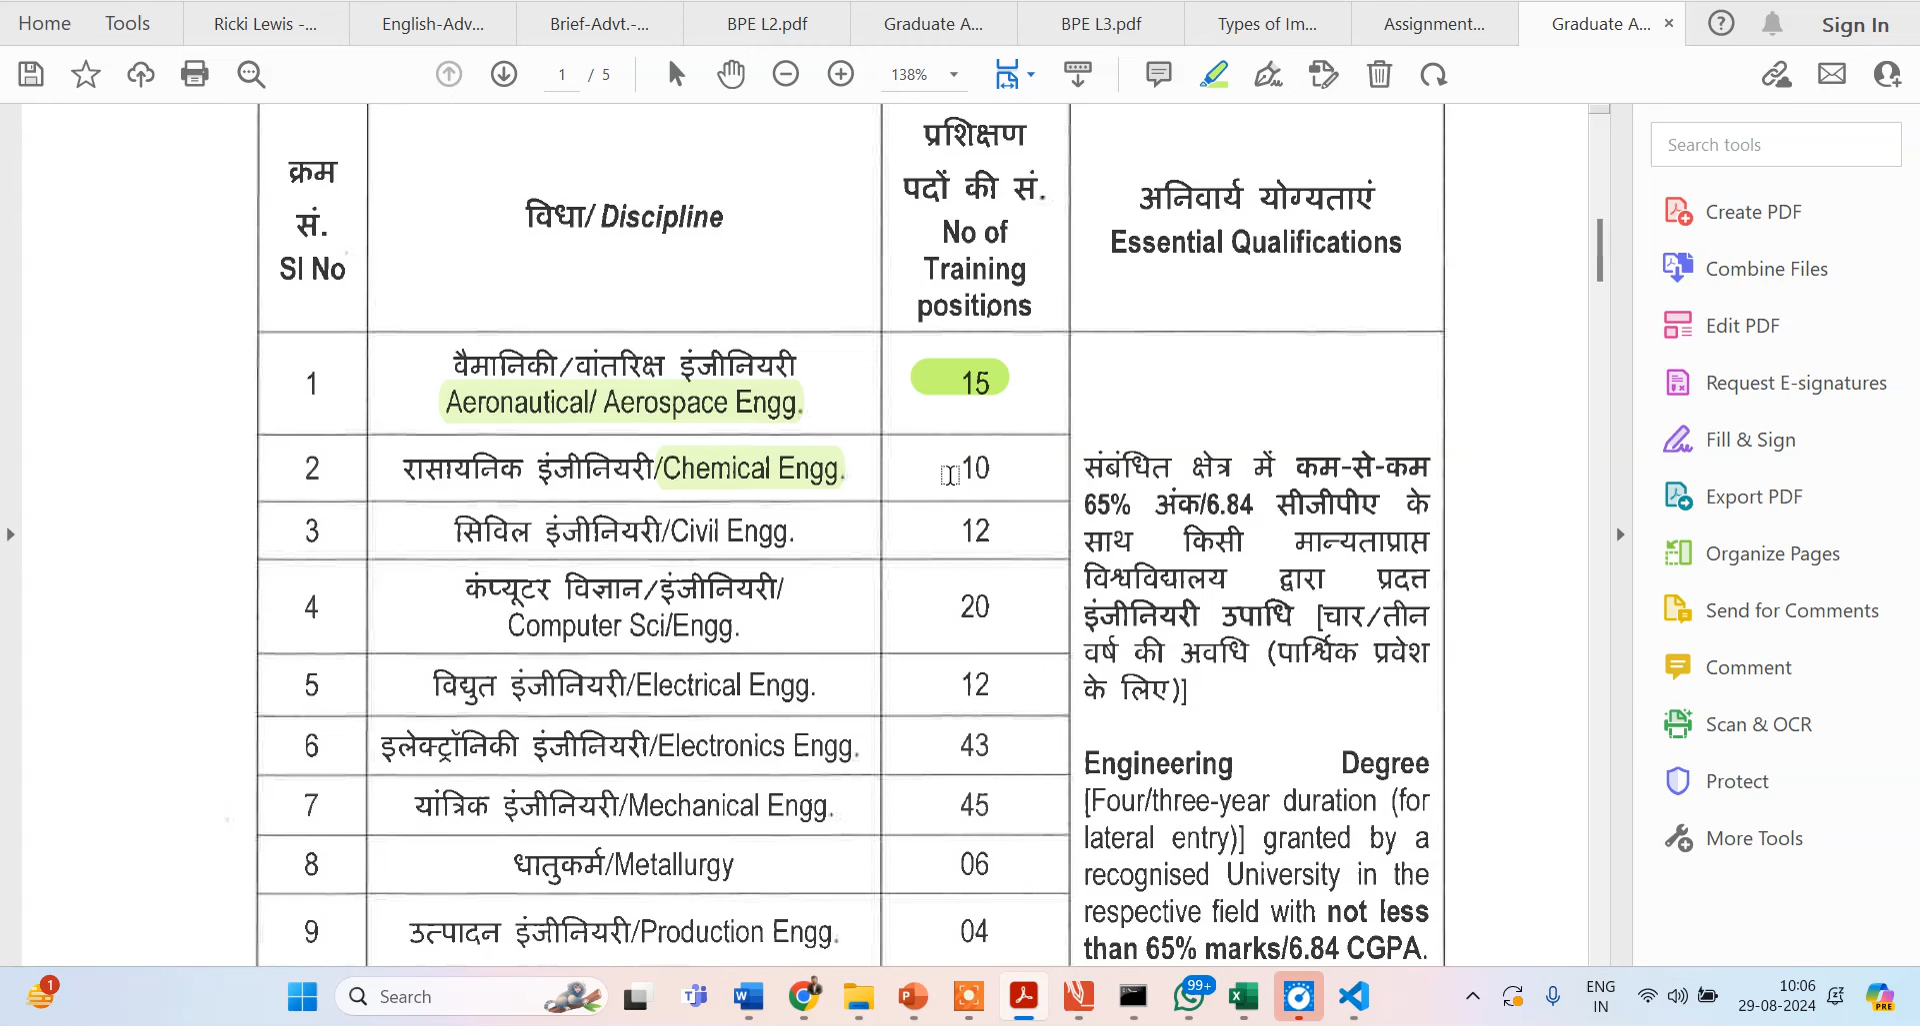 Home Tools Ricki Lewis -... English-Adv... Brief-Advt.-... BPE L2.pdf Graduate A... BPE L3.pdf Types of Im... Assignment... Graduate A... × Sign In
1 / 5 138%
Search tools
Create PDF
Combine Files
Edit PDF
Request E-signatures
Fill & Sign
Export PDF
Organize Pages
Send for Comments
Comment
Scan & OCR
Protect
More Tools
क्रम
सं.
SI No
विधा/ Discipline
प्रशिक्षण
पदों की सं.
No of
Training
positions
अनिवार्य योग्यताएं
Essential Qualifications
1
वैमानिकी/वांतरिक्ष इंजीनियरी
Aeronautical/ Aerospace Engg.
15
2 रासायनिक इंजीनियरी/Chemical Engg. 10
3 सिविल इंजीनियरी/Civil Engg. 12
4
कंप्यूटर विज्ञान/इंजीनियरी/
Computer Sci/Engg.
20
5 विद्युत इंजीनियरी/Electrical Engg. 12
6 इलेक्ट्रॉनिकी इंजीनियरी/Electronics Engg. 43
7 यांत्रिक इंजीनियरी/Mechanical Engg. 45
8 धातुकर्म/Metallurgy 06
9 उत्पादन इंजीनियरी/Production Engg. 04
संबंधित क्षेत्र में कम-से-कम
65% अंक/6.84 सीजीपीए के
साथ किसी मान्यताप्राप्त
विश्वविद्यालय द्वारा प्रदत्त
इंजीनियरी उपाधि [चार/तीन
वर्ष की अवधि (पार्श्विक प्रवेश
के लिए)]
Engineering Degree
[Four/three-year duration (for
lateral entry)] granted by a
recognised University in the
respective field with not less
than 65% marks/6.84 CGPA.
1
Search
99+
ENG
IN
10:06
29-08-2024
PRE